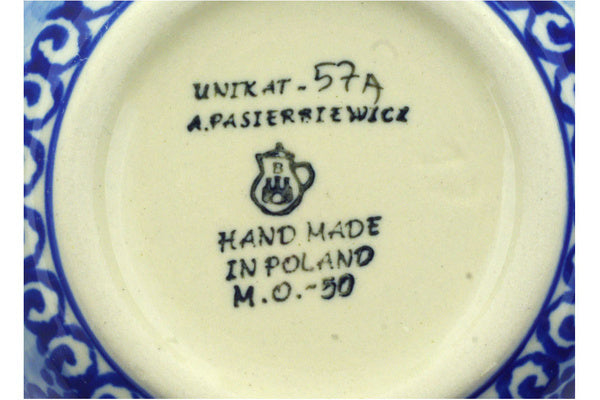 UNIKAT - 57A
A.PASIERBIEWICZ
B
HAND MADE
IN POLAND
M.O.-50